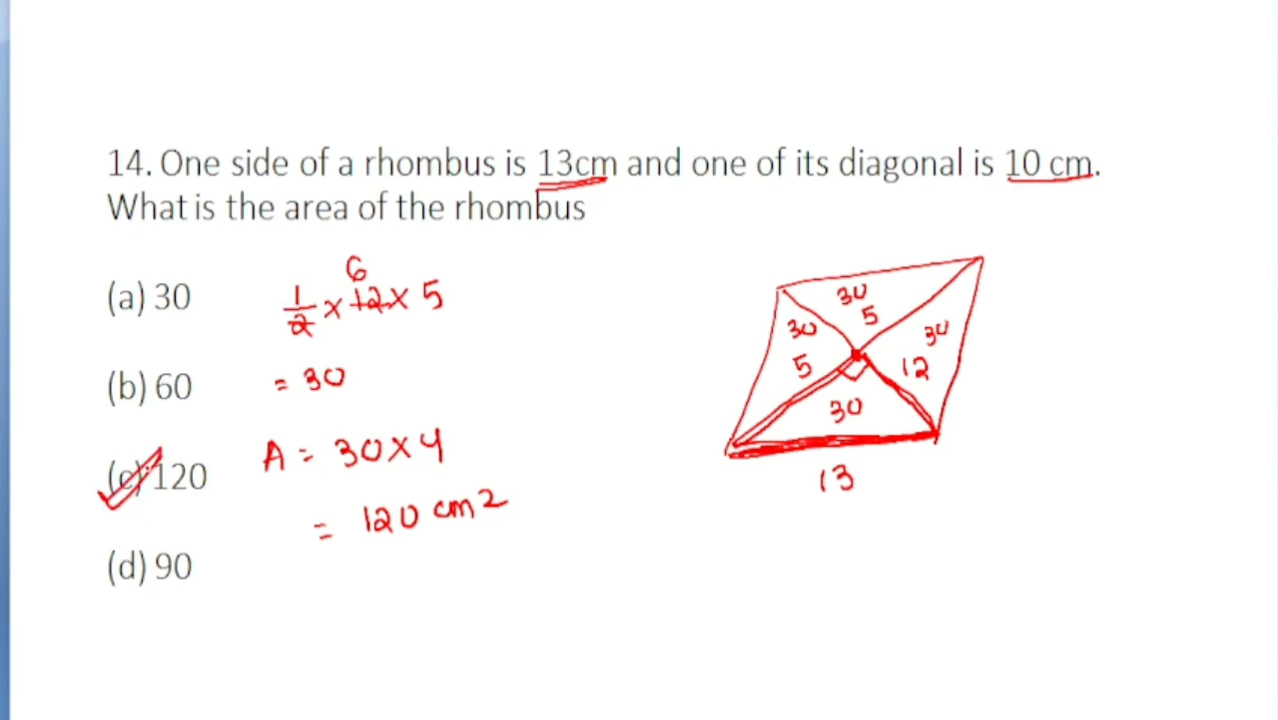 14. One side of a rhombus is 13cm and one of its diagonal is 10 cm.
What is the area of the rhombus
(a) 30
(b) 60
(c) 120
(d) 90
6
1/2 × 12 × 5
= 30
A = 30 × 4
= 120 cm2
30
5
30
30
5
12
30
13